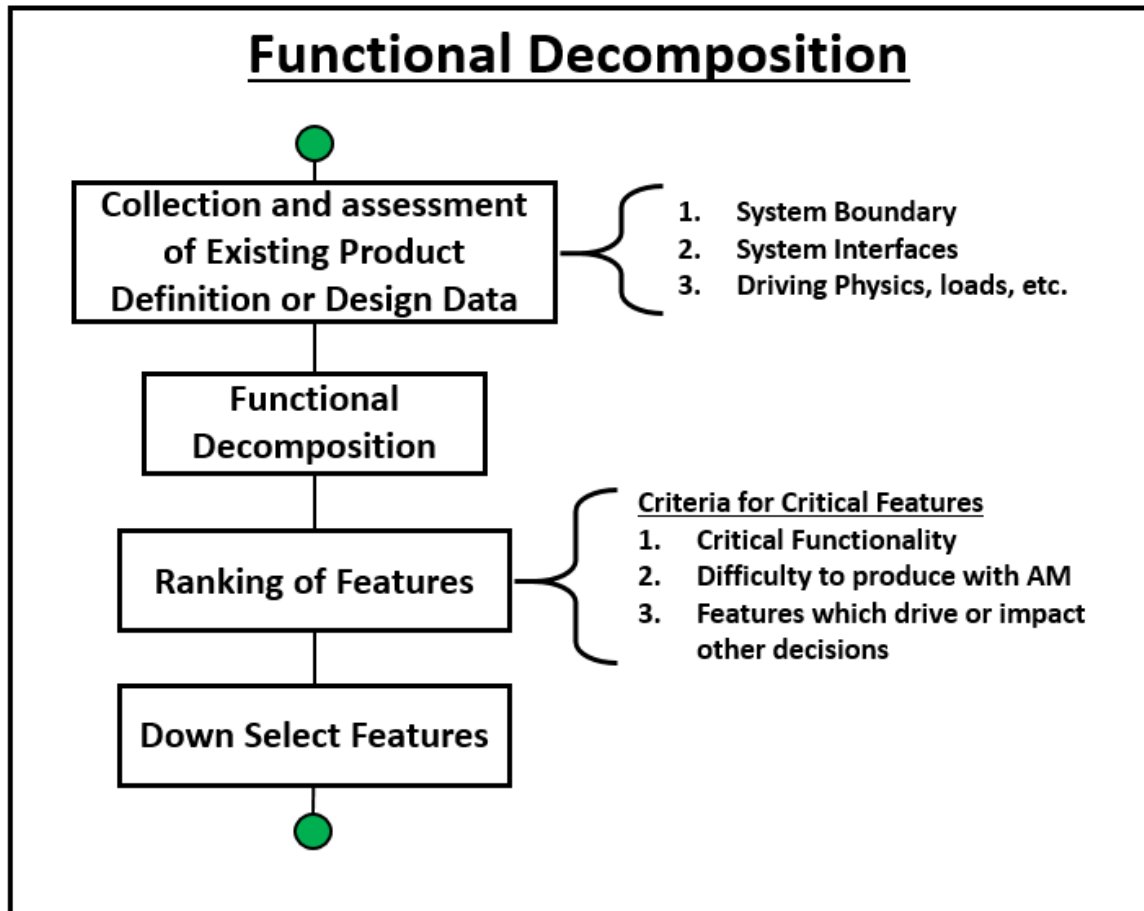 Functional Decomposition
Collection and assessment
of Existing Product
Definition or Design Data
1. System Boundary
2. System Interfaces
3. Driving Physics, loads, etc.
Functional
Decomposition
Ranking of Features
Criteria for Critical Features
1. Critical Functionality
2. Difficulty to produce with AM
3. Features which drive or impact
other decisions
Down Select Features